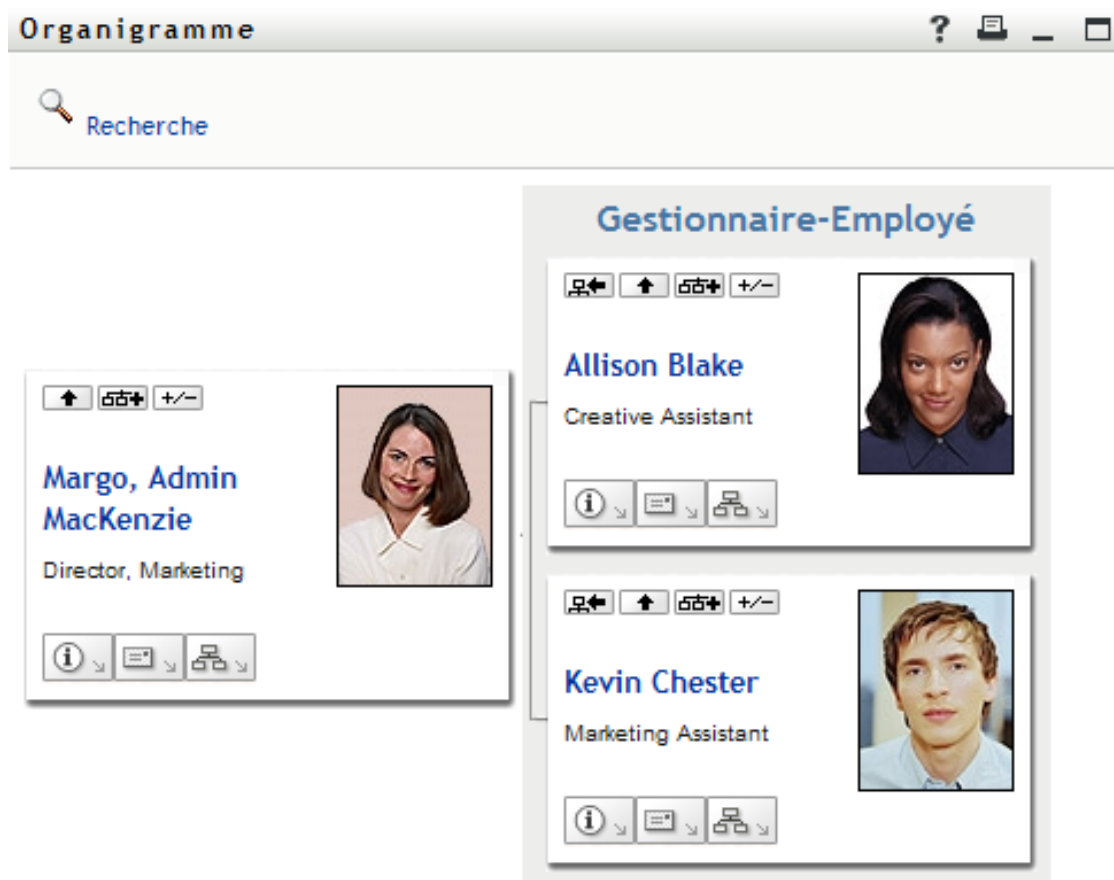 Organigramme
Recherche
Gestionnaire-Employé
Margo, Admin
MacKenzie
Director, Marketing
Allison Blake
Creative Assistant
Kevin Chester
Marketing Assistant